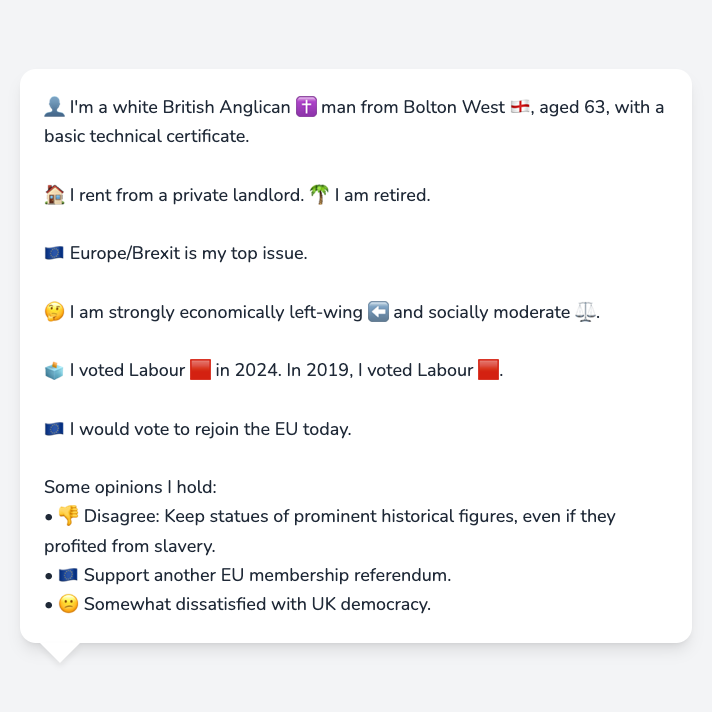 👤 I'm a white British Anglican ✝️ man from Bolton West 🏴󠁧󠁢󠁥󠁮󠁧󠁿, aged 63, with a
basic technical certificate.
🏠 I rent from a private landlord. 🌴 I am retired.
🇪🇺 Europe/Brexit is my top issue.
🤔 I am strongly economically left-wing ⬅️ and socially moderate ⚖️.
🗳️ I voted Labour 🟥 in 2024. In 2019, I voted Labour 🟥.
🇪🇺 I would vote to rejoin the EU today.
Some opinions I hold:
• 👎 Disagree: Keep statues of prominent historical figures, even if they
profited from slavery.
• 🇪🇺 Support another EU membership referendum.
• 😕 Somewhat dissatisfied with UK democracy.